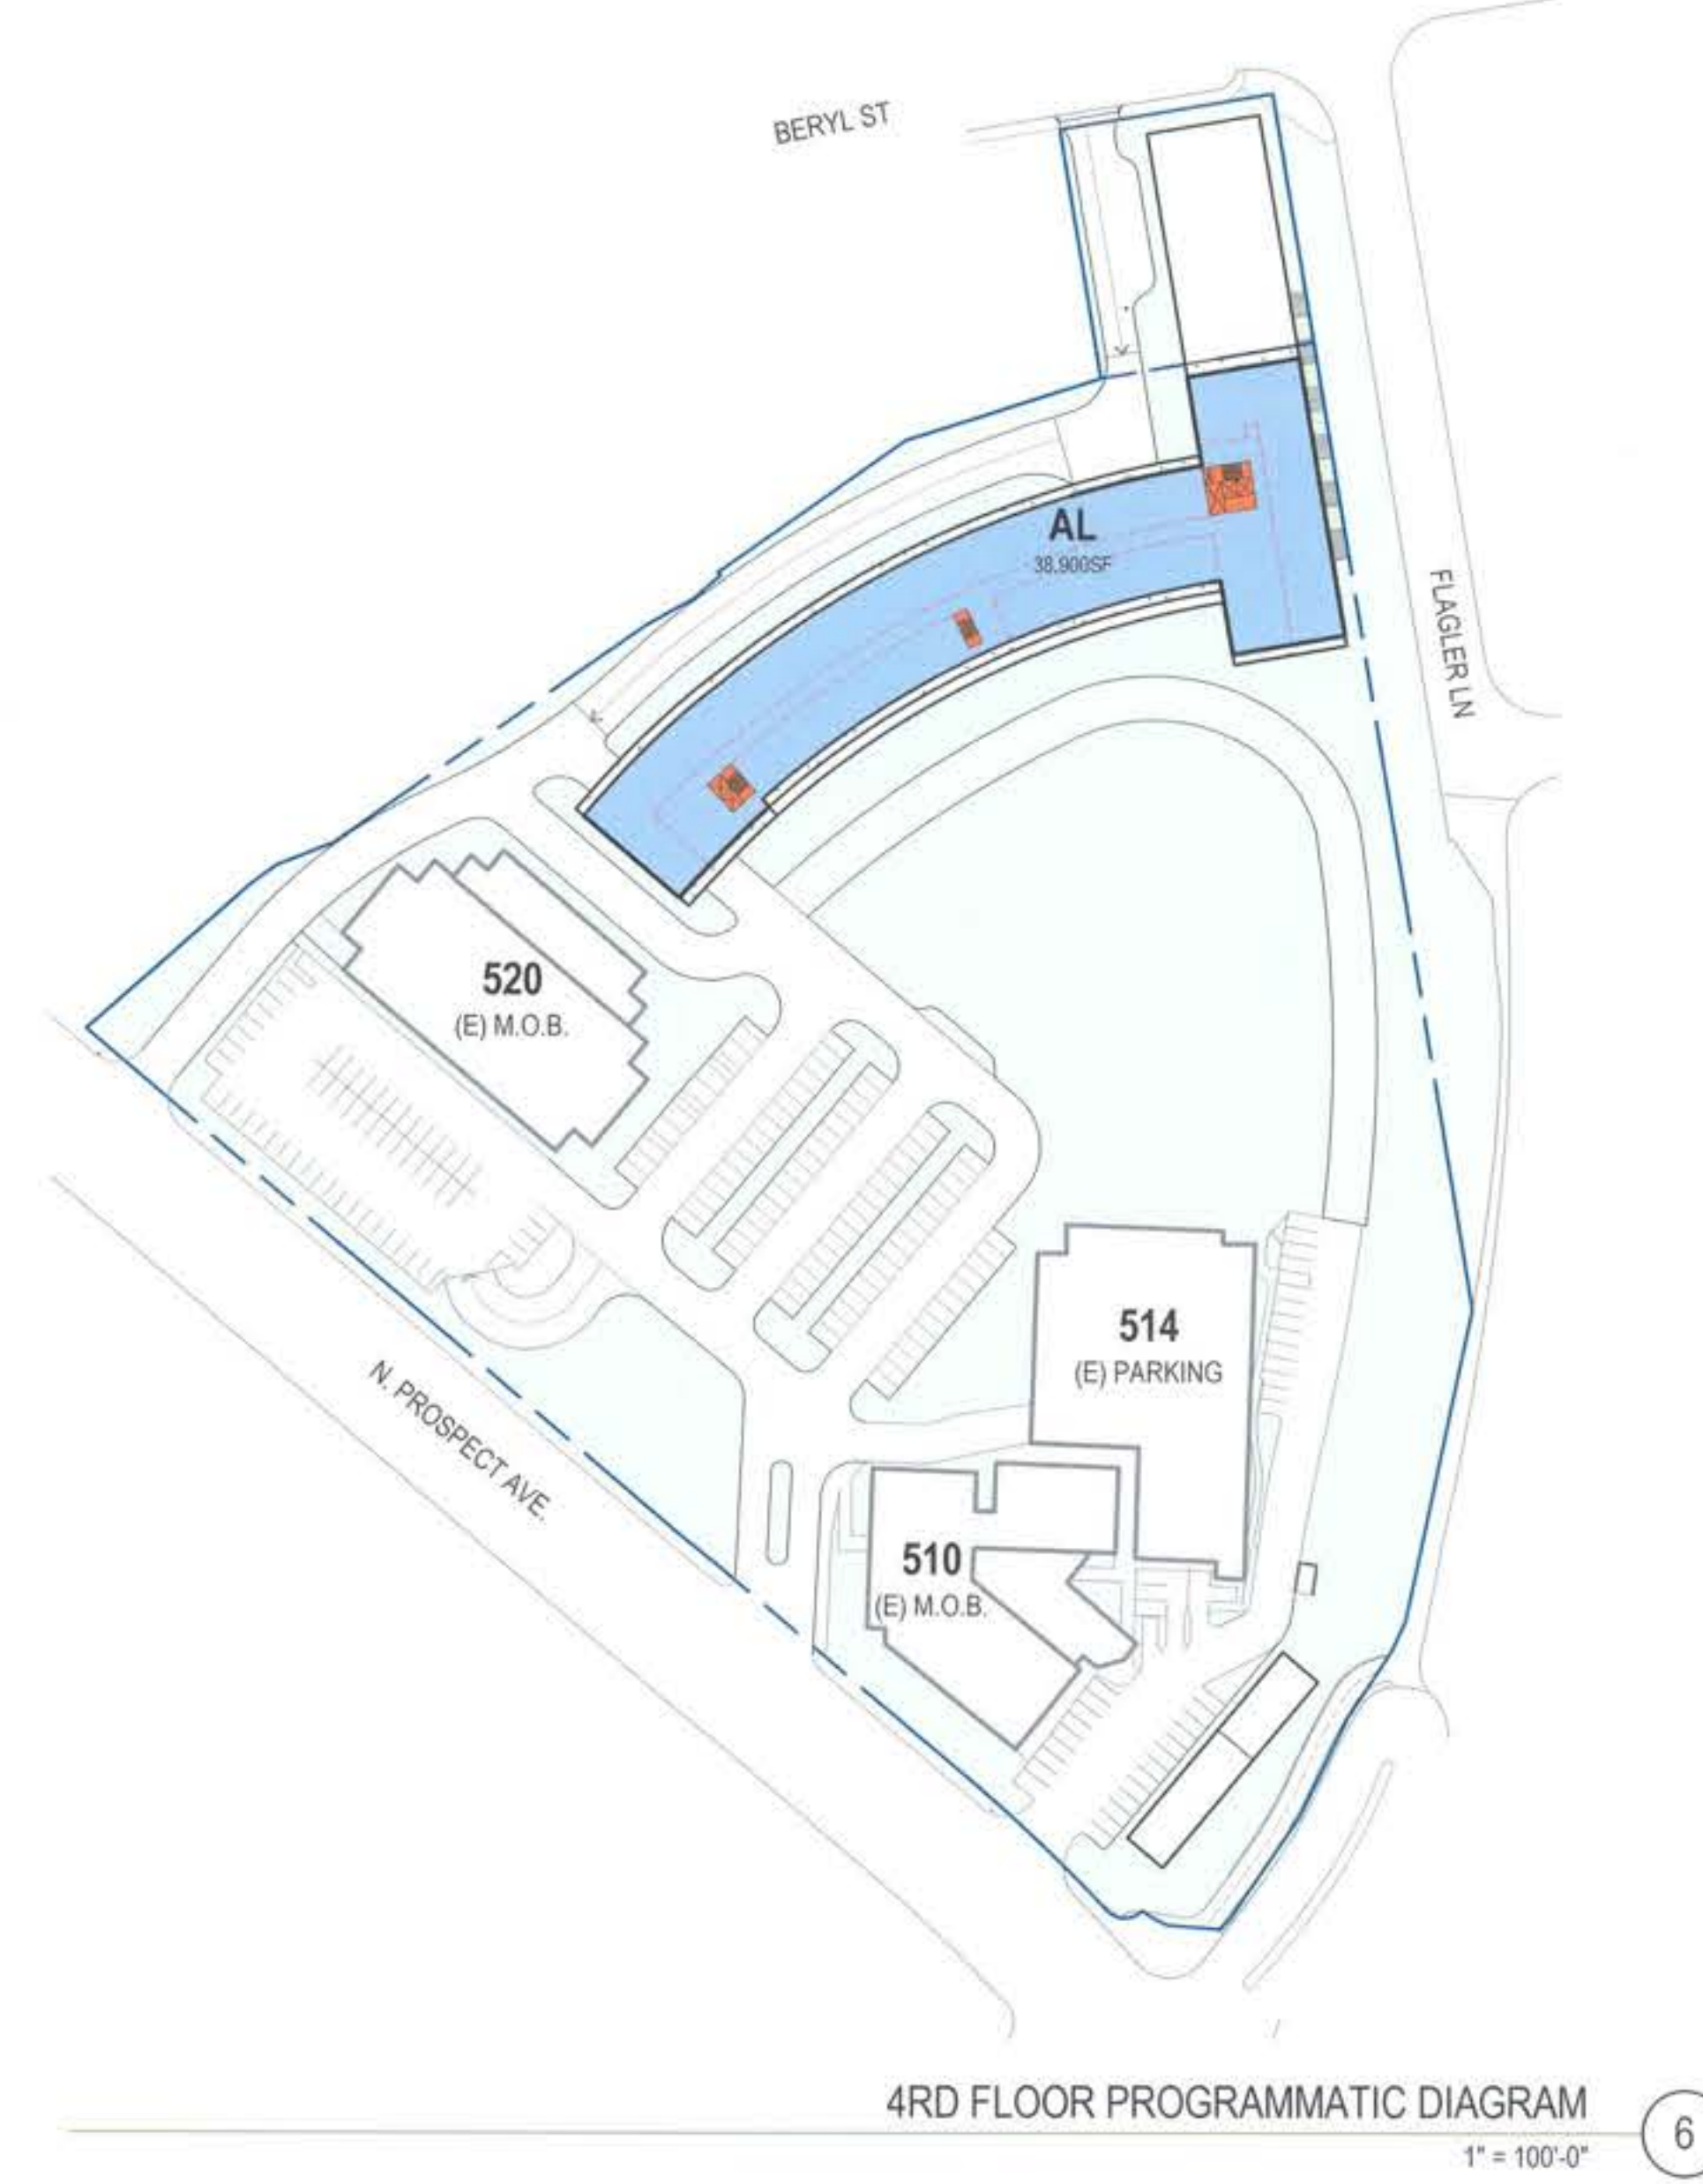 BERYL ST
AL
38,900SF
FLAGLER LN
520
(E) M.O.B.
514
(E) PARKING
N. PROSPECT AVE.
510
(E) M.O.B.
4RD FLOOR PROGRAMMATIC DIAGRAM
6
1" = 100'-0"